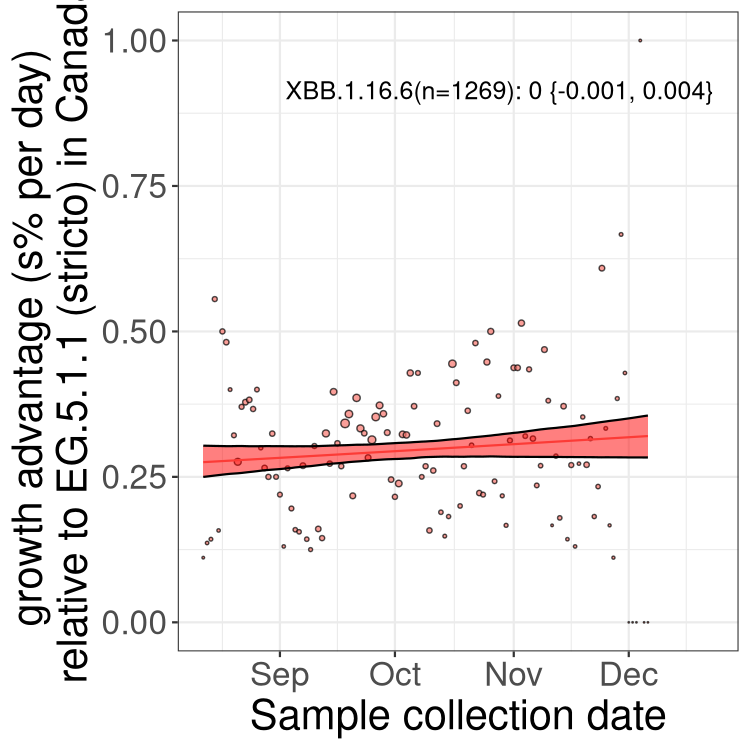 growth advantage (s% per day)
relative to EG.5.1.1 (stricto) in Canada
1.00
0.75
0.50
0.25
0.00
XBB.1.16.6(n=1269): 0 {-0.001, 0.004}
Sep Oct Nov Dec
Sample collection date